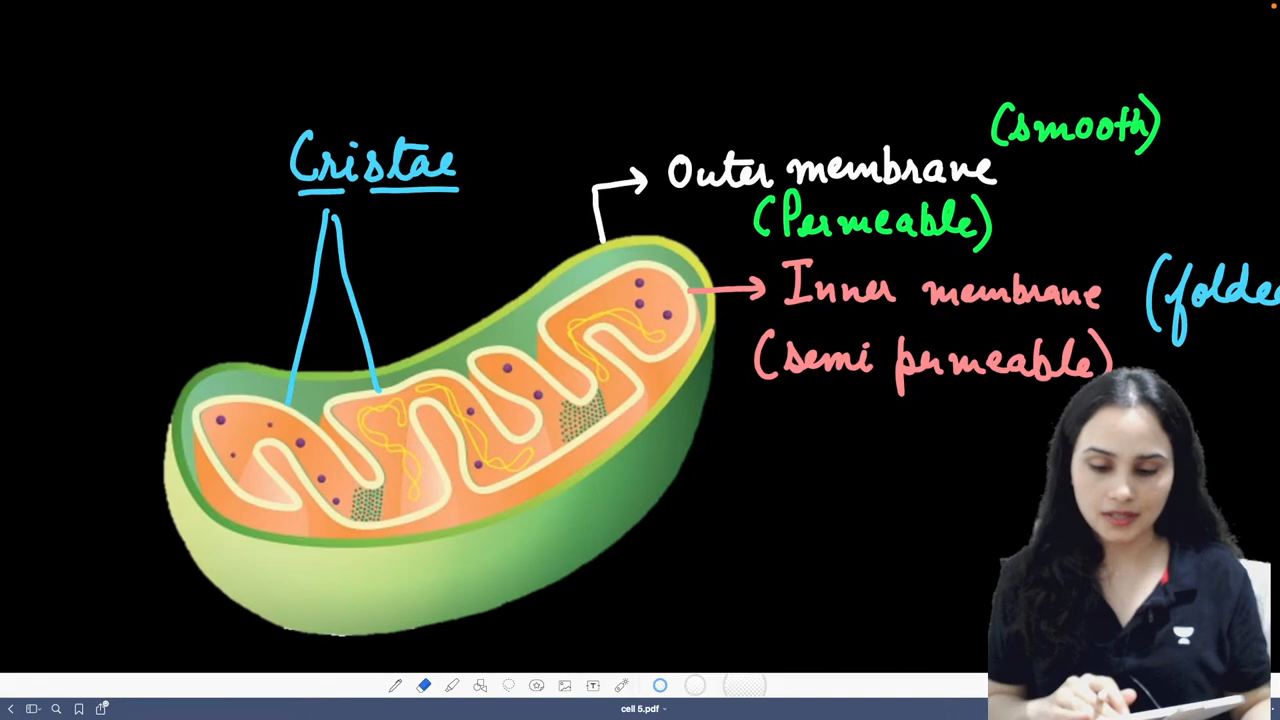 (smooth)
Cristae
Outer membrane
(Permeable)
Inner membrane (folde
(semi permeable)
cell 5.pdf